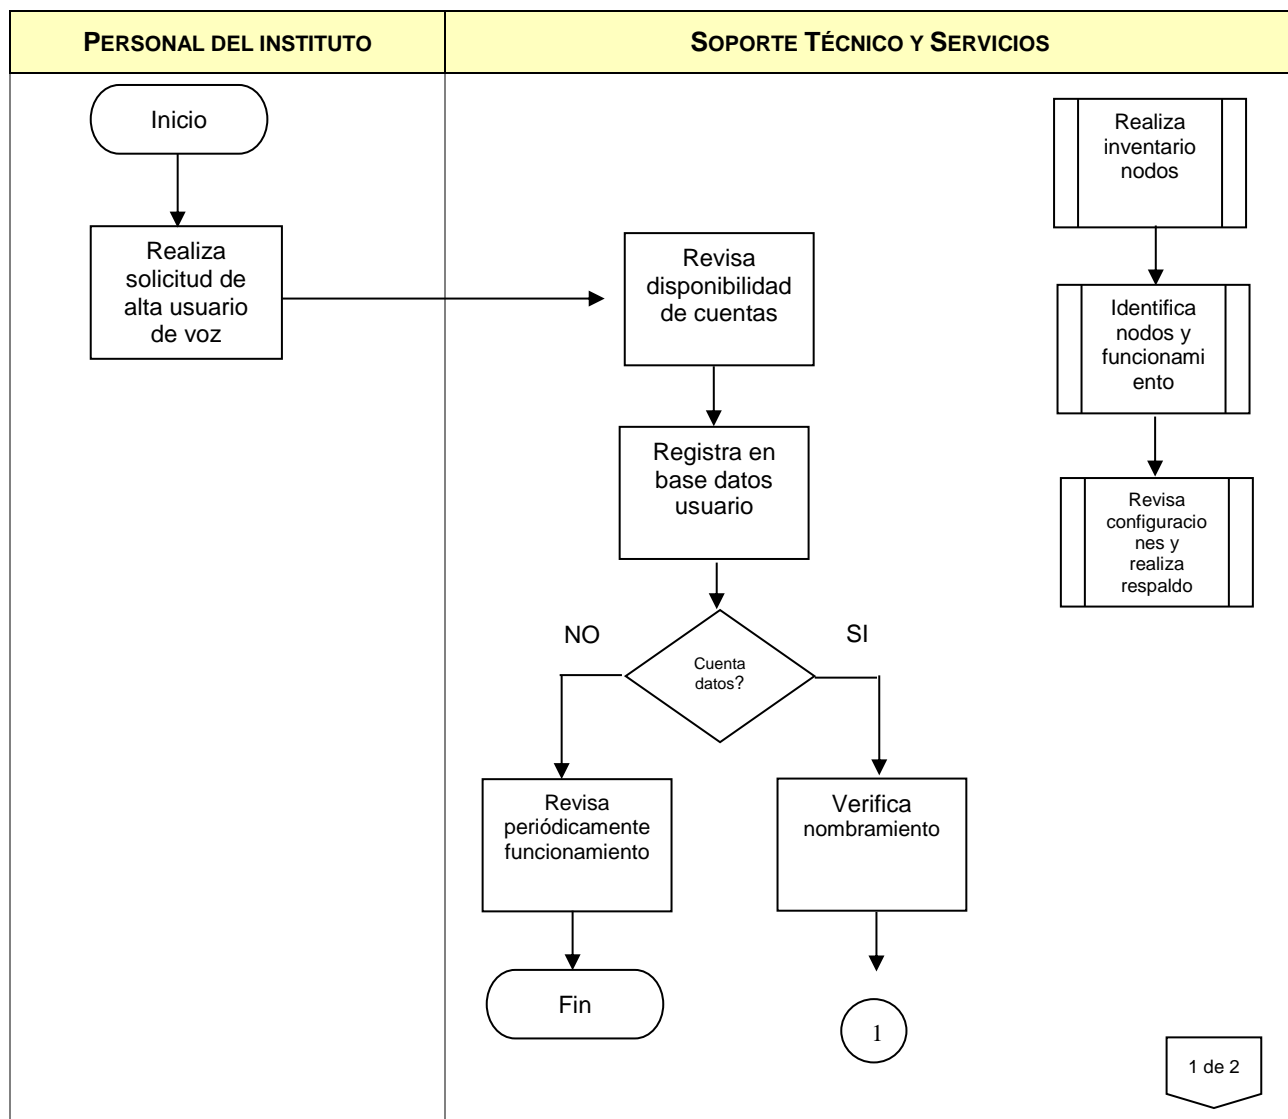 PERSONAL DEL INSTITUTO
SOPORTE TÉCNICO Y SERVICIOS
Inicio
Realiza
solicitud de
alta usuario
de voz
Revisa
disponibilidad
de cuentas
Registra en
base datos
usuario
Cuenta
datos?
NO
SI
Revisa
periódicamente
funcionamiento
Fin
Verifica
nombramiento
1
Realiza
inventario
nodos
Identifica
nodos y
funcionami
ento
Revisa
configuracio
nes y
realiza
respaldo
1 de 2